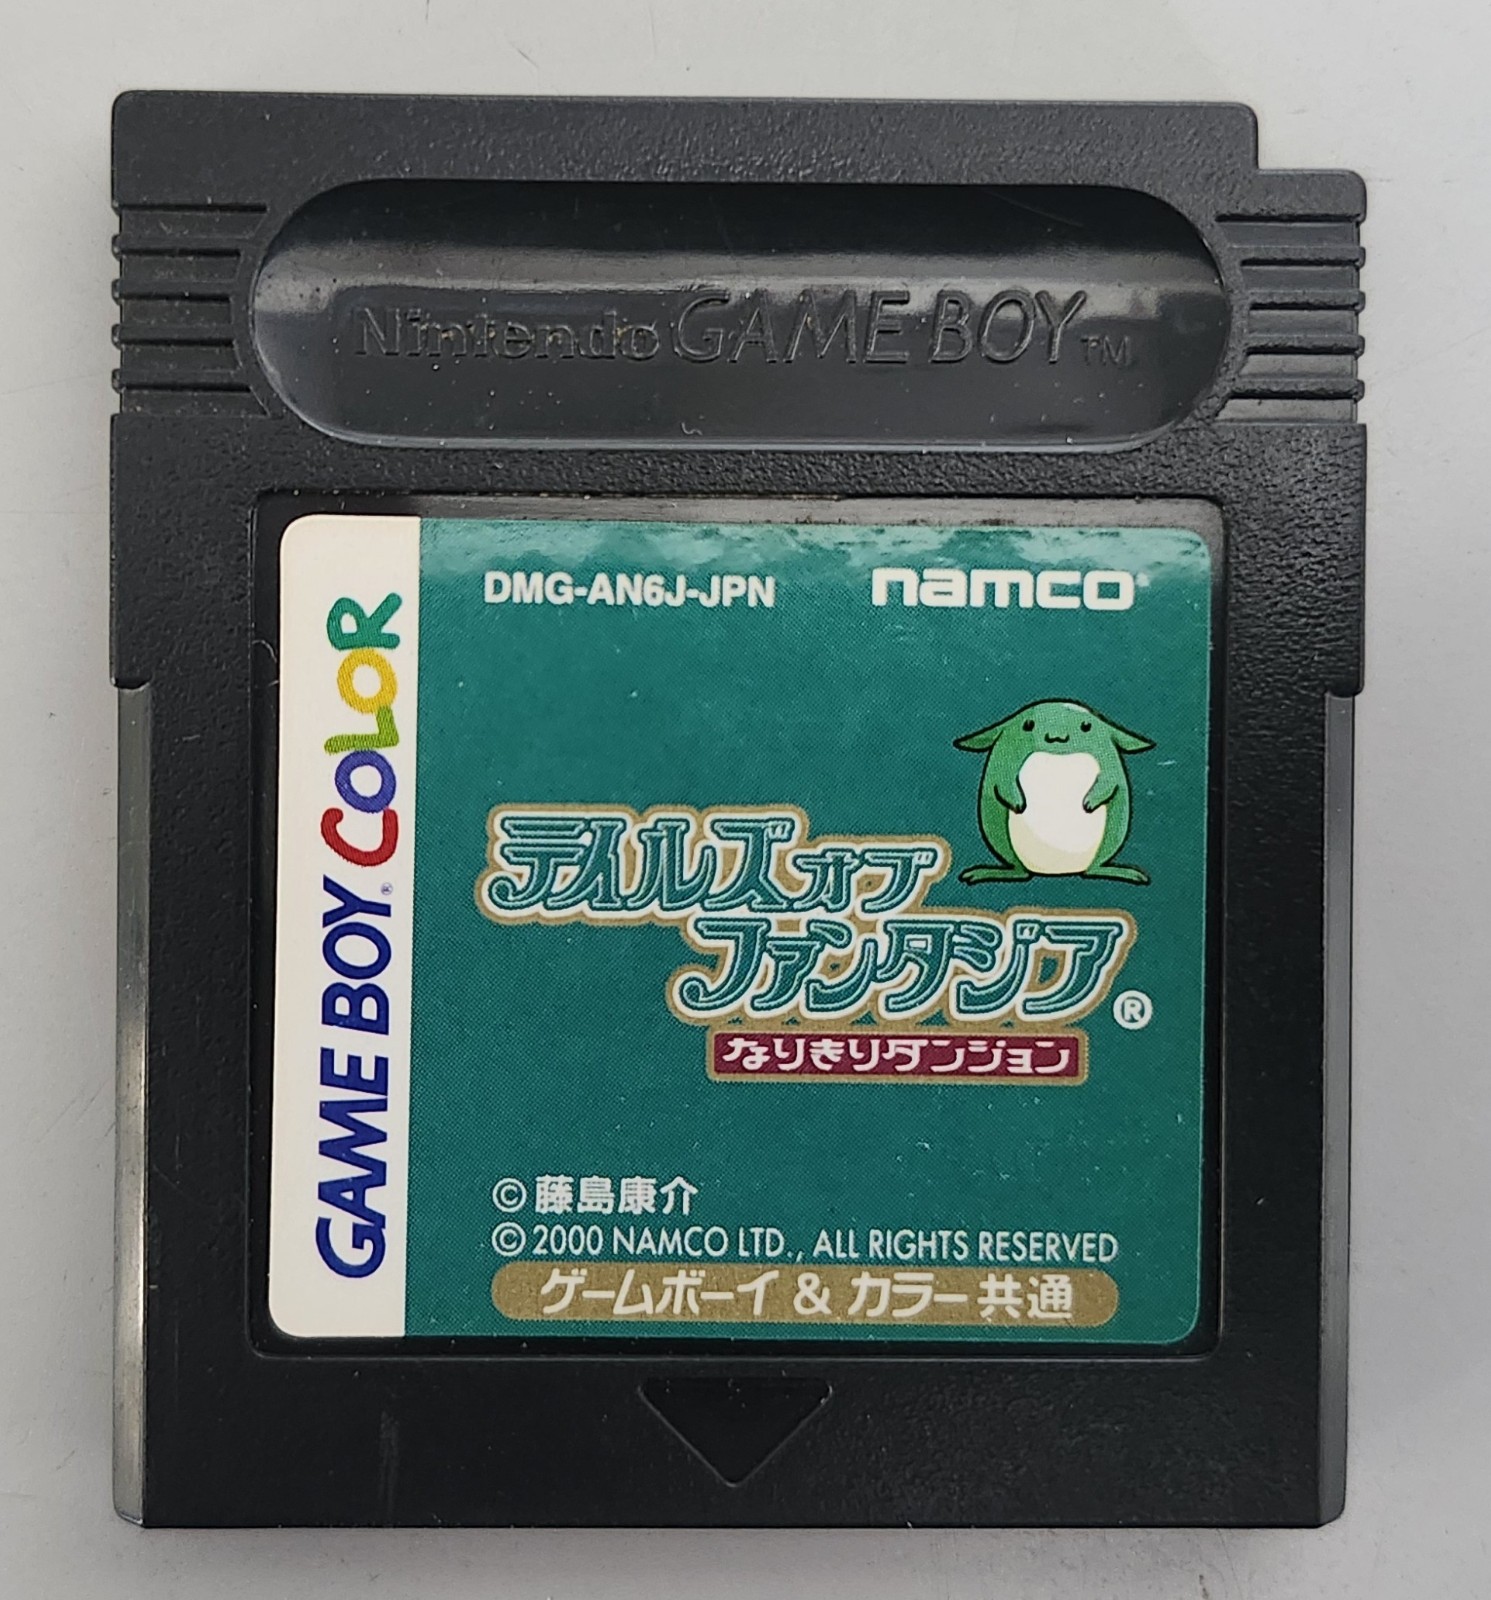 Nintendo GAME BOY TM
GAME BOY® COLOR
DMG-AN6J-JPN
namco®
テイルズオブ
ファンタジア®
なりきりダンジョン
© 藤島康介
© 2000 NAMCO LTD., ALL RIGHTS RESERVED
ゲームボーイ & カラー共通